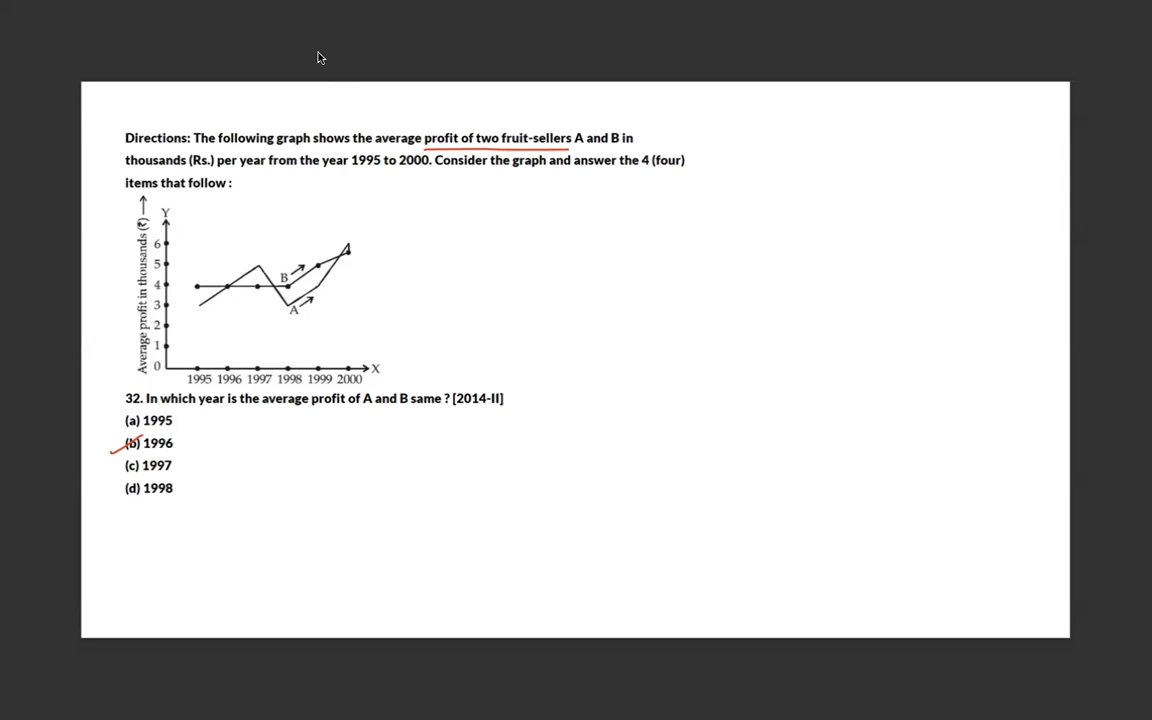 Directions: The following graph shows the average profit of two fruit-sellers A and B in
thousands (Rs.) per year from the year 1995 to 2000. Consider the graph and answer the 4 (four)
items that follow :
Average profit in thousands (₹)
Y
6
5
4
3
2
1
0
B
A
X
1995 1996 1997 1998 1999 2000
32. In which year is the average profit of A and B same ? [2014-II]
(a) 1995
(b) 1996
(c) 1997
(d) 1998